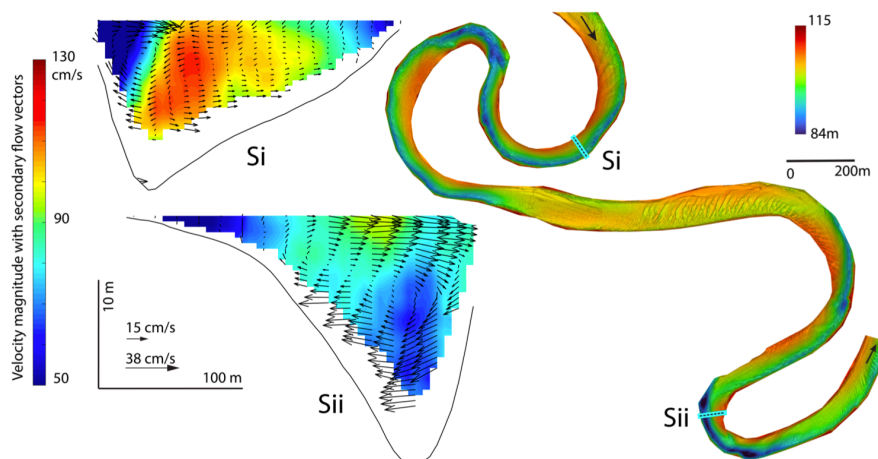 Velocity magnitude with secondary flow vectors
130
cm/s
90
50
Si
Sii
10 m
15 cm/s
38 cm/s
100 m
115
84m
0 200m
Si
Sii